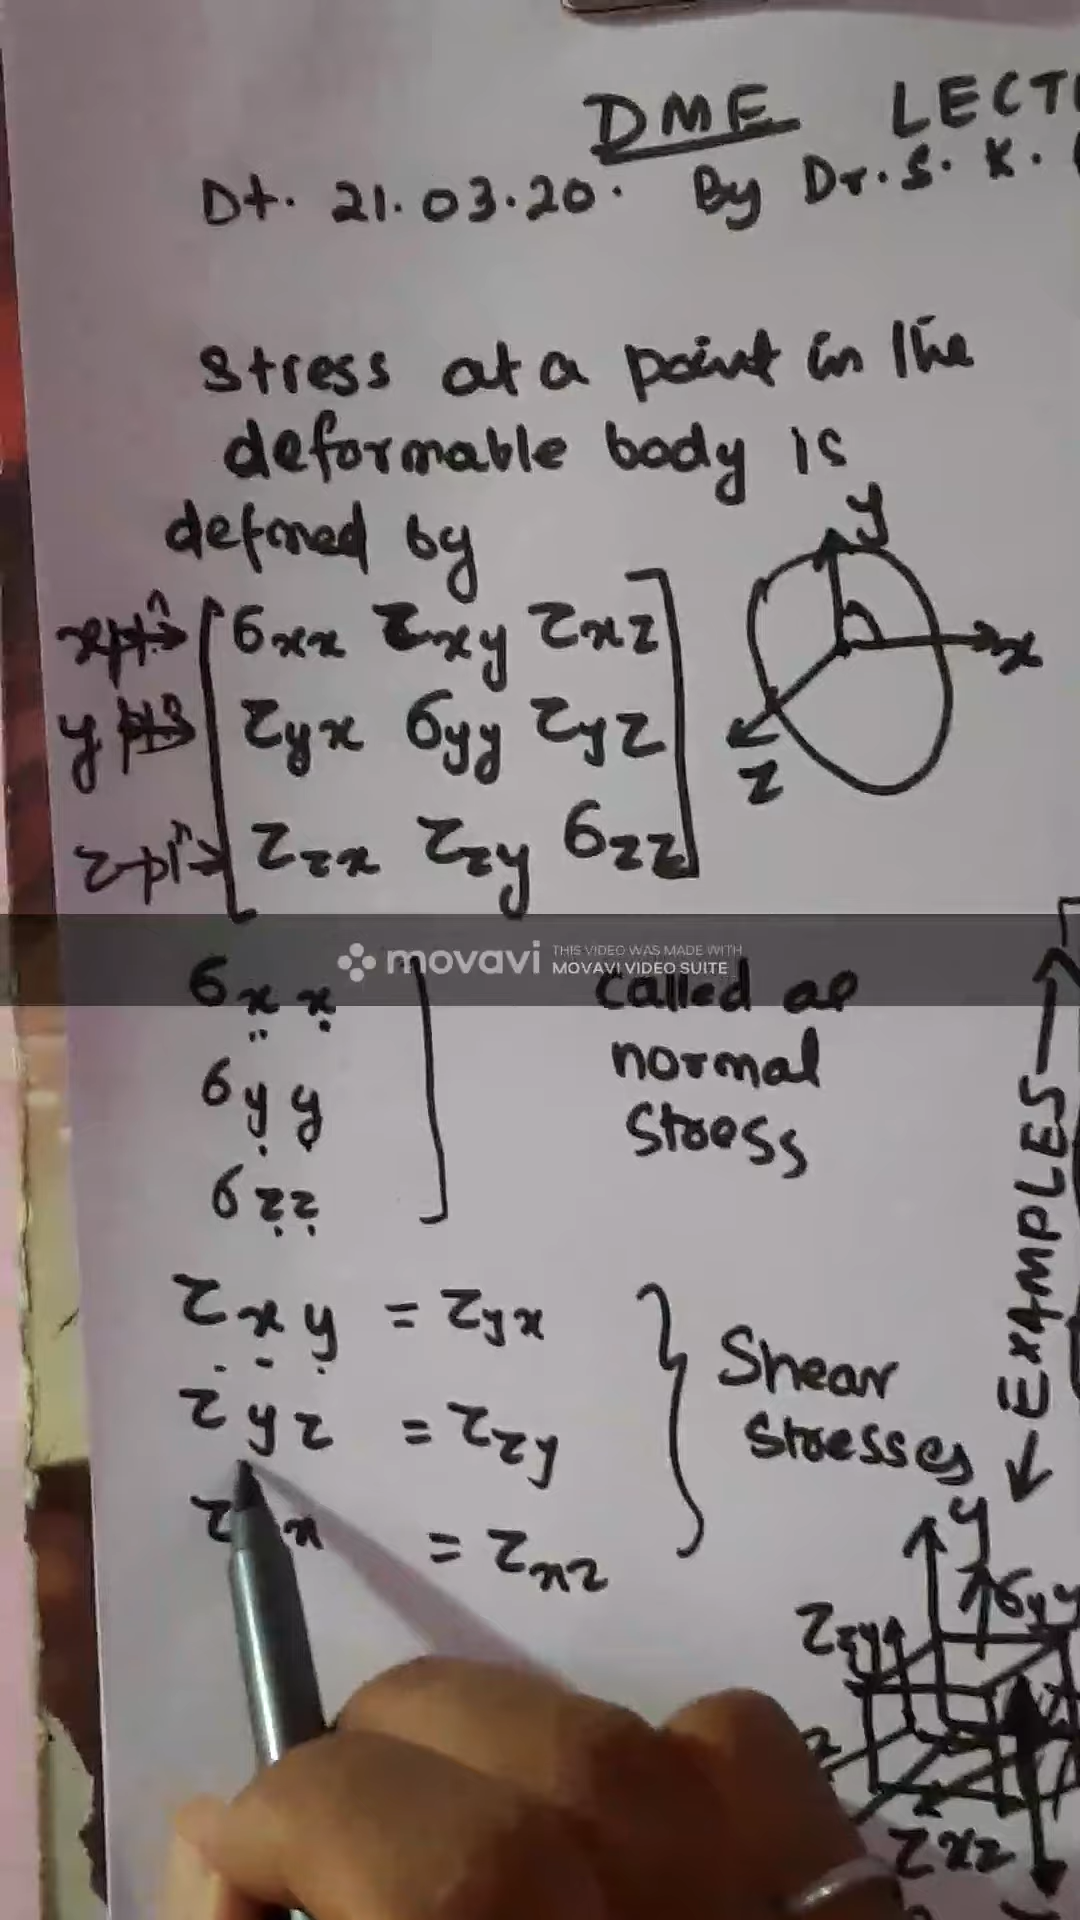 DME LECT
Dt. 21.03.20. By Dr. S. K.
Stress at a point in the
deformable body is
defined by
y
σxx τxy τxz
x
y
τyx σyy τyz
z
τzx τzy σzz
movavi THIS VIDEO WAS MADE WITH
MOVAVI VIDEO SUITE
σxx
called as
σyy
normal
stress
σzz
EXAMPLES
τxy = τyx
Shear
stresses
τyz = τzy
x = τxz
y
σyy
τzy
τxz